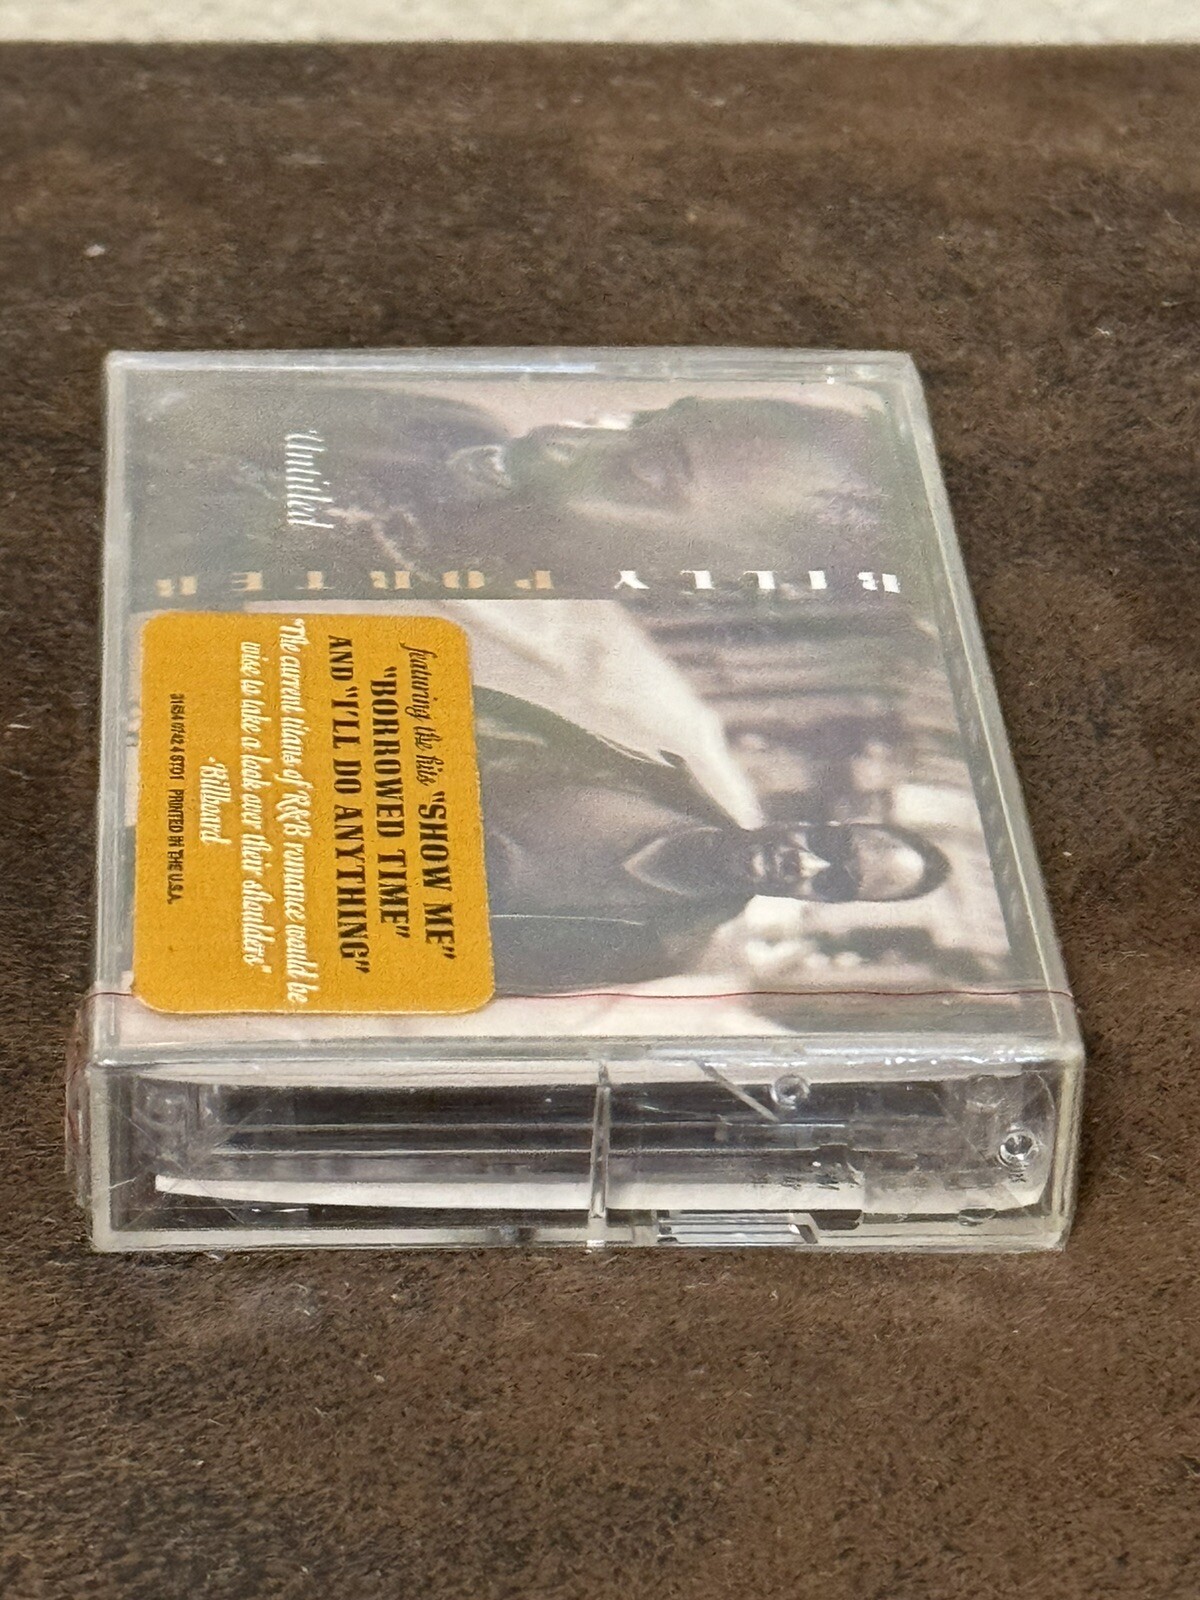 BILLY PORTER
Untitled
featuring the hits "SHOW ME"
"BORROWED TIME"
AND "I'LL DO ANYTHING"
"The current titans of R&B romance would be
wise to take a look over their shoulders"
-Billboard
PRINTED IN THE U.S.A.